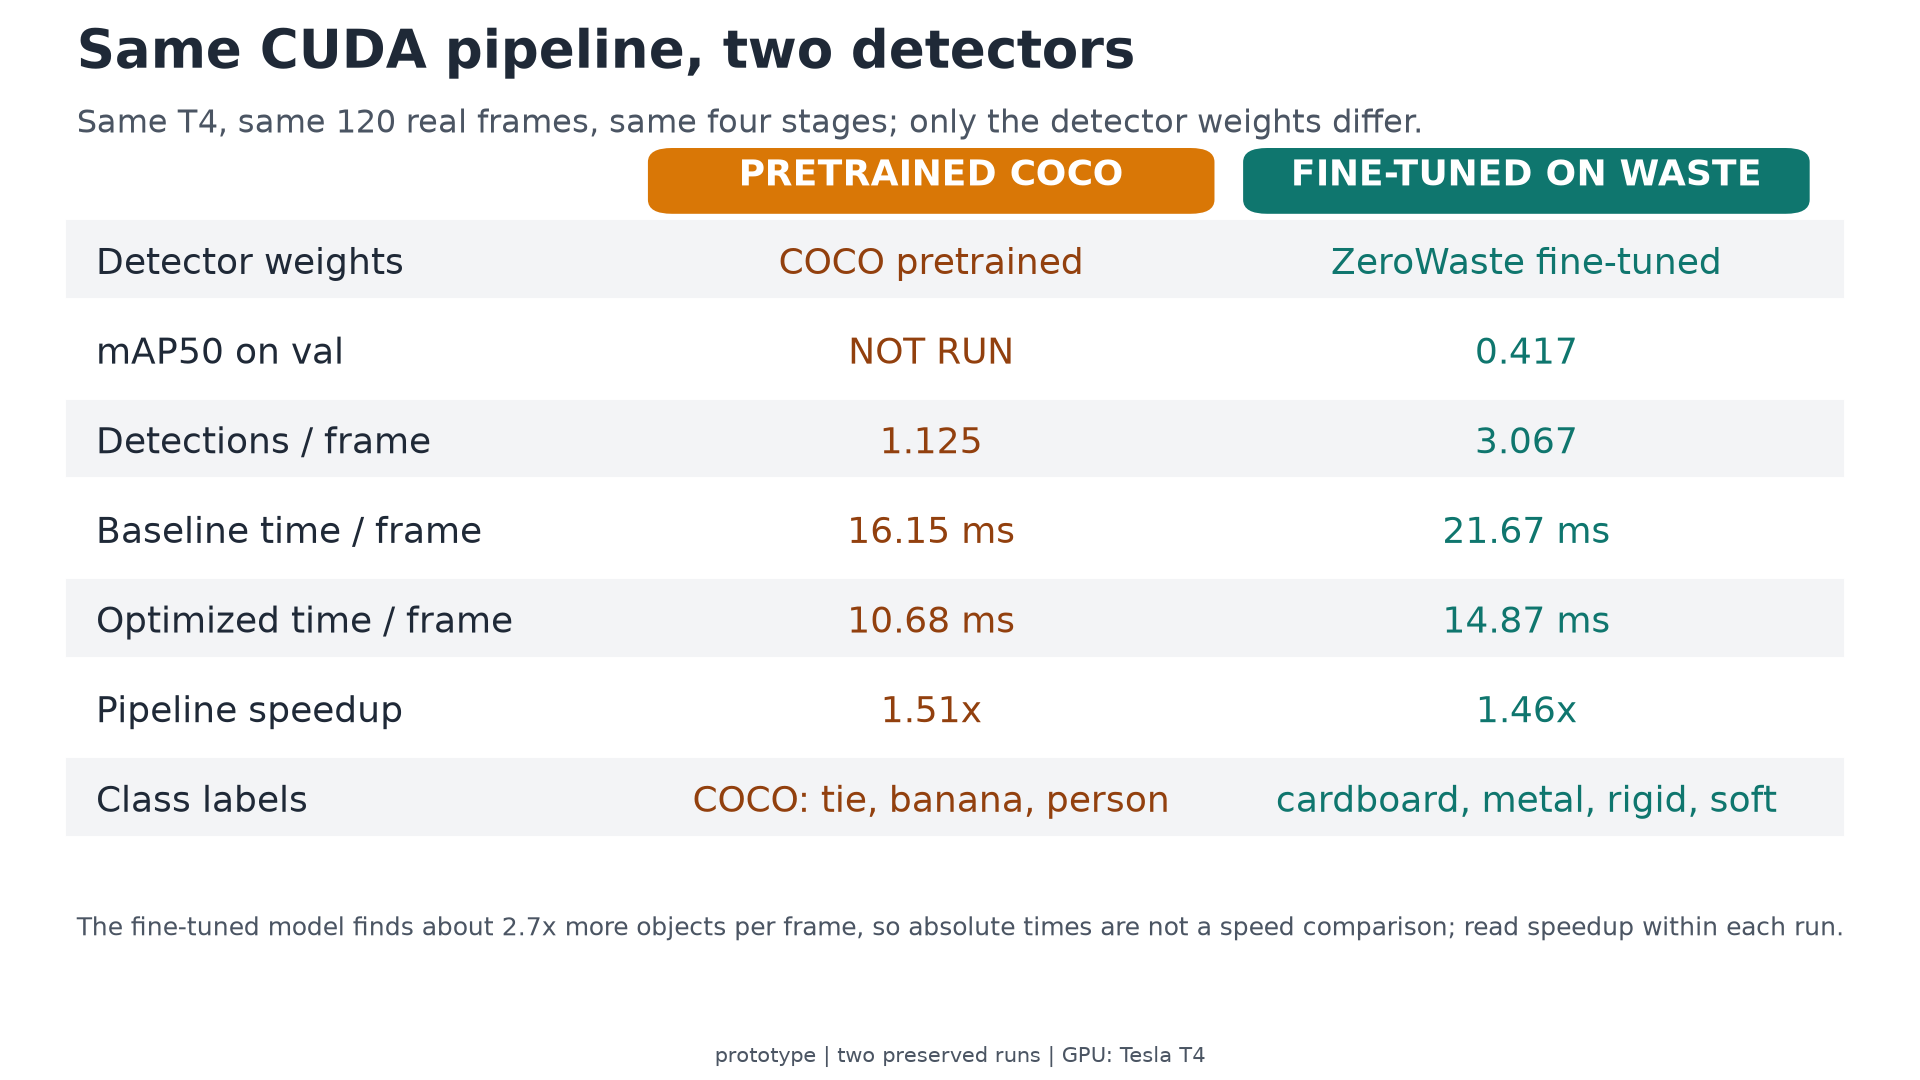 Same CUDA pipeline, two detectors
Same T4, same 120 real frames, same four stages; only the detector weights differ.
PRETRAINED COCO FINE-TUNED ON WASTE
Detector weights COCO pretrained ZeroWaste fine-tuned
mAP50 on val NOT RUN 0.417
Detections / frame 1.125 3.067
Baseline time / frame 16.15 ms 21.67 ms
Optimized time / frame 10.68 ms 14.87 ms
Pipeline speedup 1.51x 1.46x
Class labels COCO: tie, banana, person cardboard, metal, rigid, soft
The fine-tuned model finds about 2.7x more objects per frame, so absolute times are not a speed comparison; read speedup within each run.
prototype | two preserved runs | GPU: Tesla T4